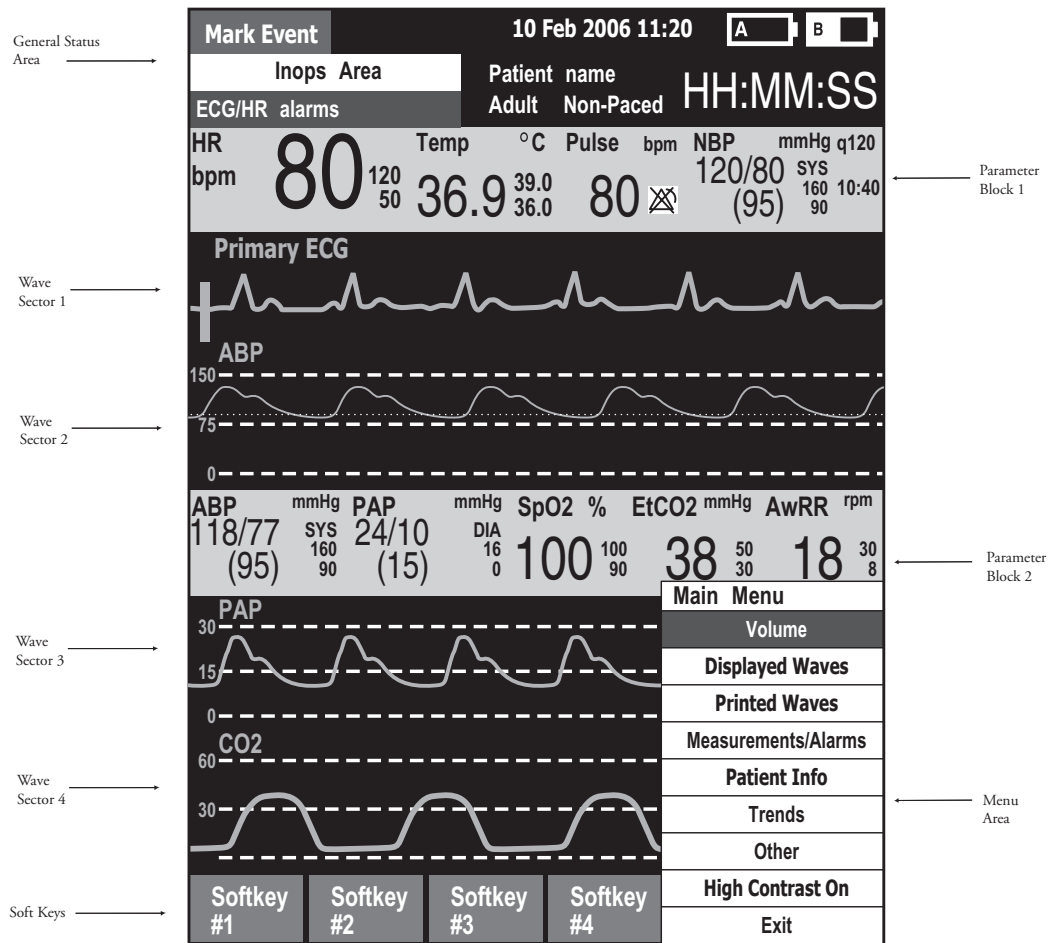 General Status
Area
Mark Event
10 Feb 2006 11:20
A
B
Inops Area
Patient name
HH:MM:SS
ECG/HR alarms
Adult Non-Paced
HR
bpm
80
120
50
Temp °C
36.9
39.0
36.0
Pulse bpm
80
NBP mmHg q120
120/80
(95)
SYS
160
90
10:40
Parameter
Block 1
Primary ECG
Wave
Sector 1
ABP
150
75
0
Wave
Sector 2
ABP mmHg
118/77
(95)
SYS
160
90
PAP mmHg
24/10
(15)
DIA
16
0
SpO2 %
100
100
90
EtCO2 mmHg
38
50
30
AwRR rpm
18
30
8
Parameter
Block 2
PAP
30
15
0
Wave
Sector 3
CO2
60
30
Wave
Sector 4
Main Menu
Volume
Displayed Waves
Printed Waves
Measurements/Alarms
Patient Info
Trends
Other
High Contrast On
Exit
Menu
Area
Soft Keys
Softkey
#1
Softkey
#2
Softkey
#3
Softkey
#4